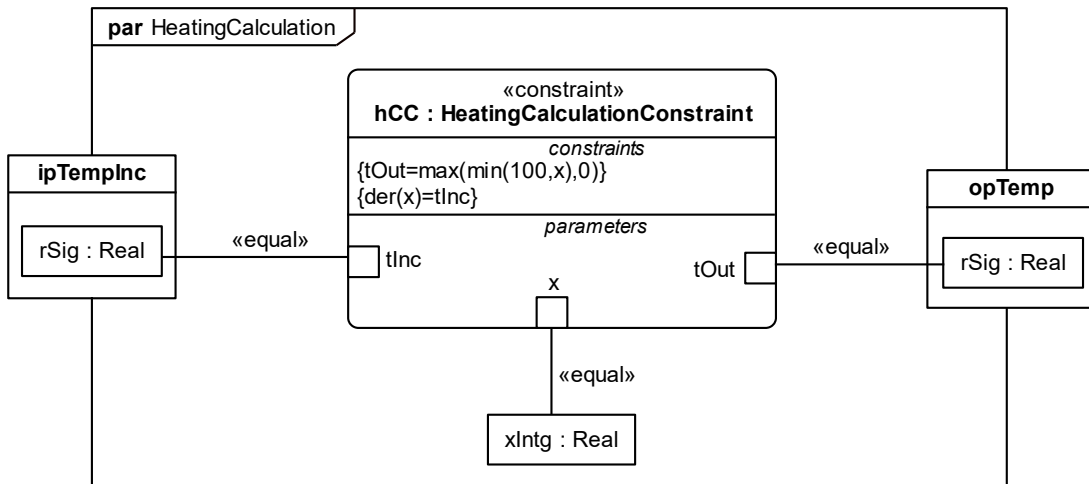 par HeatingCalculation
«constraint»
hCC : HeatingCalculationConstraint
constraints
{tOut=max(min(100,x),0)}
{der(x)=tInc}
parameters
ipTempInc
rSig : Real
«equal»
tInc
x
tOut
«equal»
opTemp
rSig : Real
«equal»
xIntg : Real